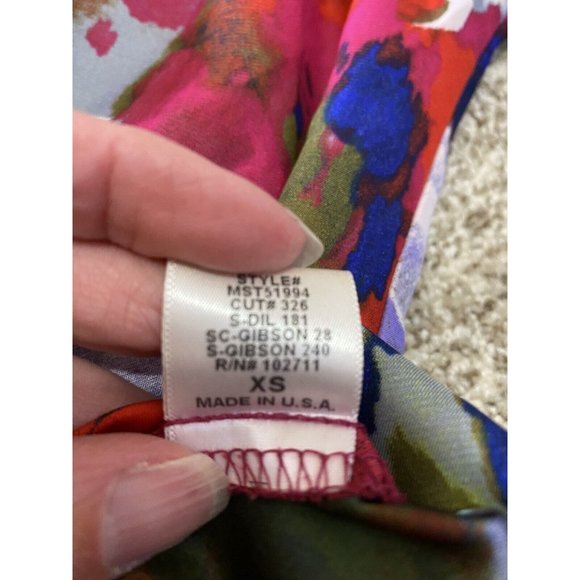 STYLE#
MST51994
CUT# 326
S-DIL 181
SC-GIBSON 28
S-GIBSON 240
R/N# 102711
XS
MADE IN U.S.A.